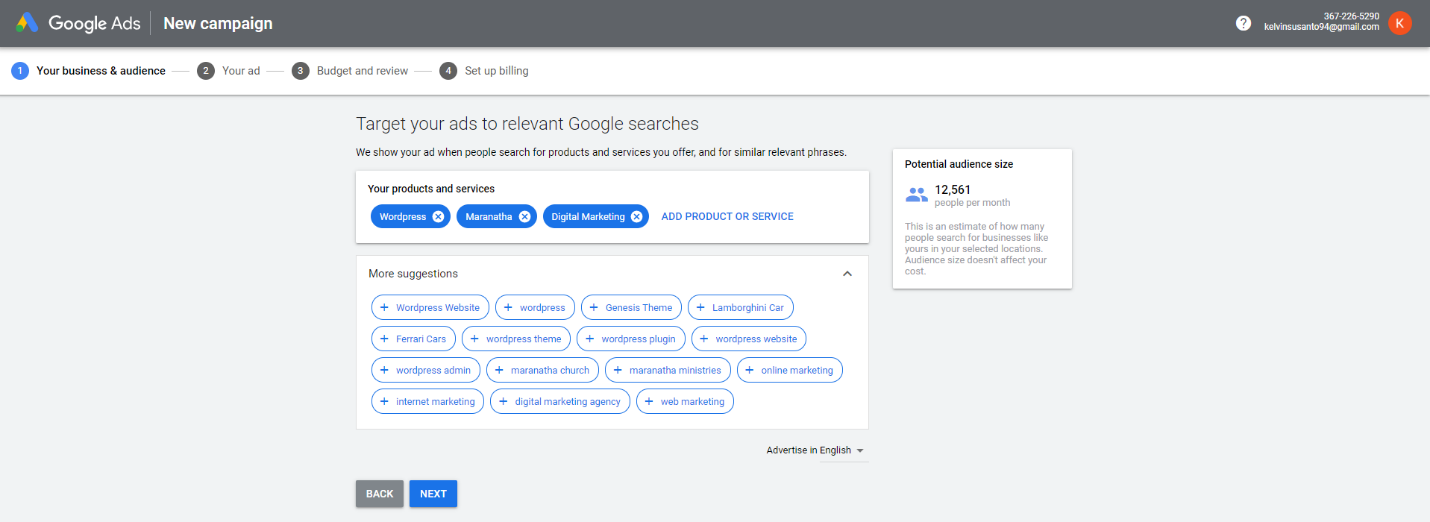 Google Ads New campaign
367-226-5290
kelvinsusanto94@gmail.com
K
1 Your business & audience 2 Your ad 3 Budget and review 4 Set up billing
Target your ads to relevant Google searches
We show your ad when people search for products and services you offer, and for similar relevant phrases.
Your products and services
Wordpress Maranatha Digital Marketing ADD PRODUCT OR SERVICE
More suggestions
+ Wordpress Website + wordpress + Genesis Theme + Lamborghini Car
+ Ferrari Cars + wordpress theme + wordpress plugin + wordpress website
+ wordpress admin + maranatha church + maranatha ministries + online marketing
+ internet marketing + digital marketing agency + web marketing
Advertise in English
BACK NEXT
Potential audience size
12,561
people per month
This is an estimate of how many
people search for businesses like
yours in your selected locations.
Audience size doesn't affect your
cost.